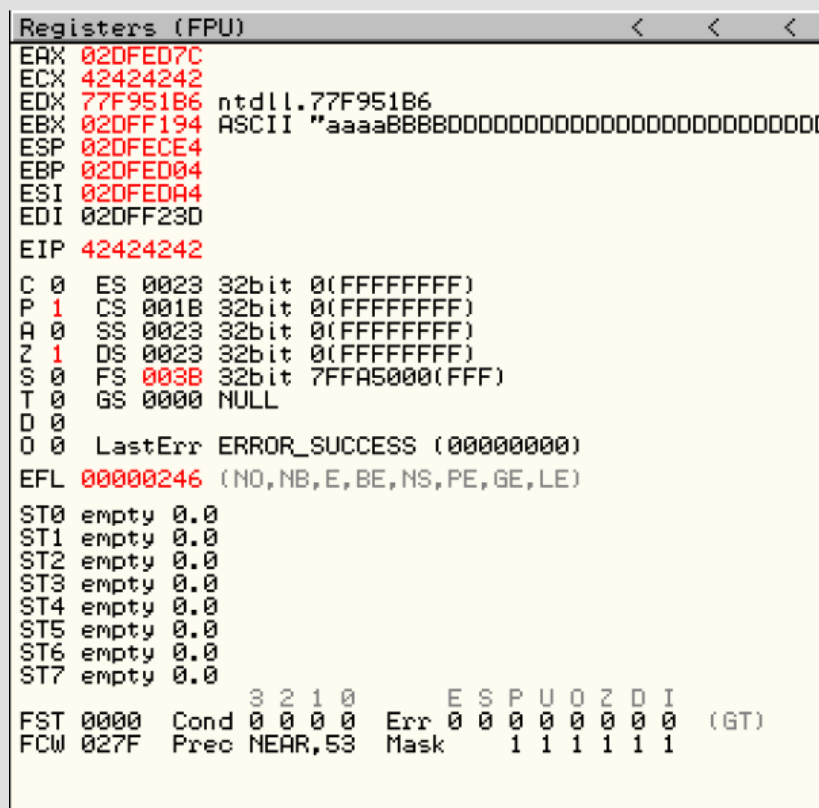 Registers (FPU) < < <
EAX 02DFED7C
ECX 42424242
EDX 77F951B6 ntdll.77F951B6
EBX 02DFF194 ASCII "aaaaBBBBDDDDDDDDDDDDDDDDDDDDDDDDD
ESP 02DFECE4
EBP 02DFED04
ESI 02DFEDA4
EDI 02DFF23D
EIP 42424242
C 0 ES 0023 32bit 0(FFFFFFFF)
P 1 CS 001B 32bit 0(FFFFFFFF)
A 0 SS 0023 32bit 0(FFFFFFFF)
Z 1 DS 0023 32bit 0(FFFFFFFF)
S 0 FS 003B 32bit 7FFA5000(FFF)
T 0 GS 0000 NULL
D 0
O 0 LastErr ERROR_SUCCESS (00000000)
EFL 00000246 (NO,NB,E,BE,NS,PE,GE,LE)
ST0 empty 0.0
ST1 empty 0.0
ST2 empty 0.0
ST3 empty 0.0
ST4 empty 0.0
ST5 empty 0.0
ST6 empty 0.0
ST7 empty 0.0
3 2 1 0 E S P U O Z D I
FST 0000 Cond 0 0 0 0 Err 0 0 0 0 0 0 0 0 (GT)
FCW 027F Prec NEAR,53 Mask 1 1 1 1 1 1